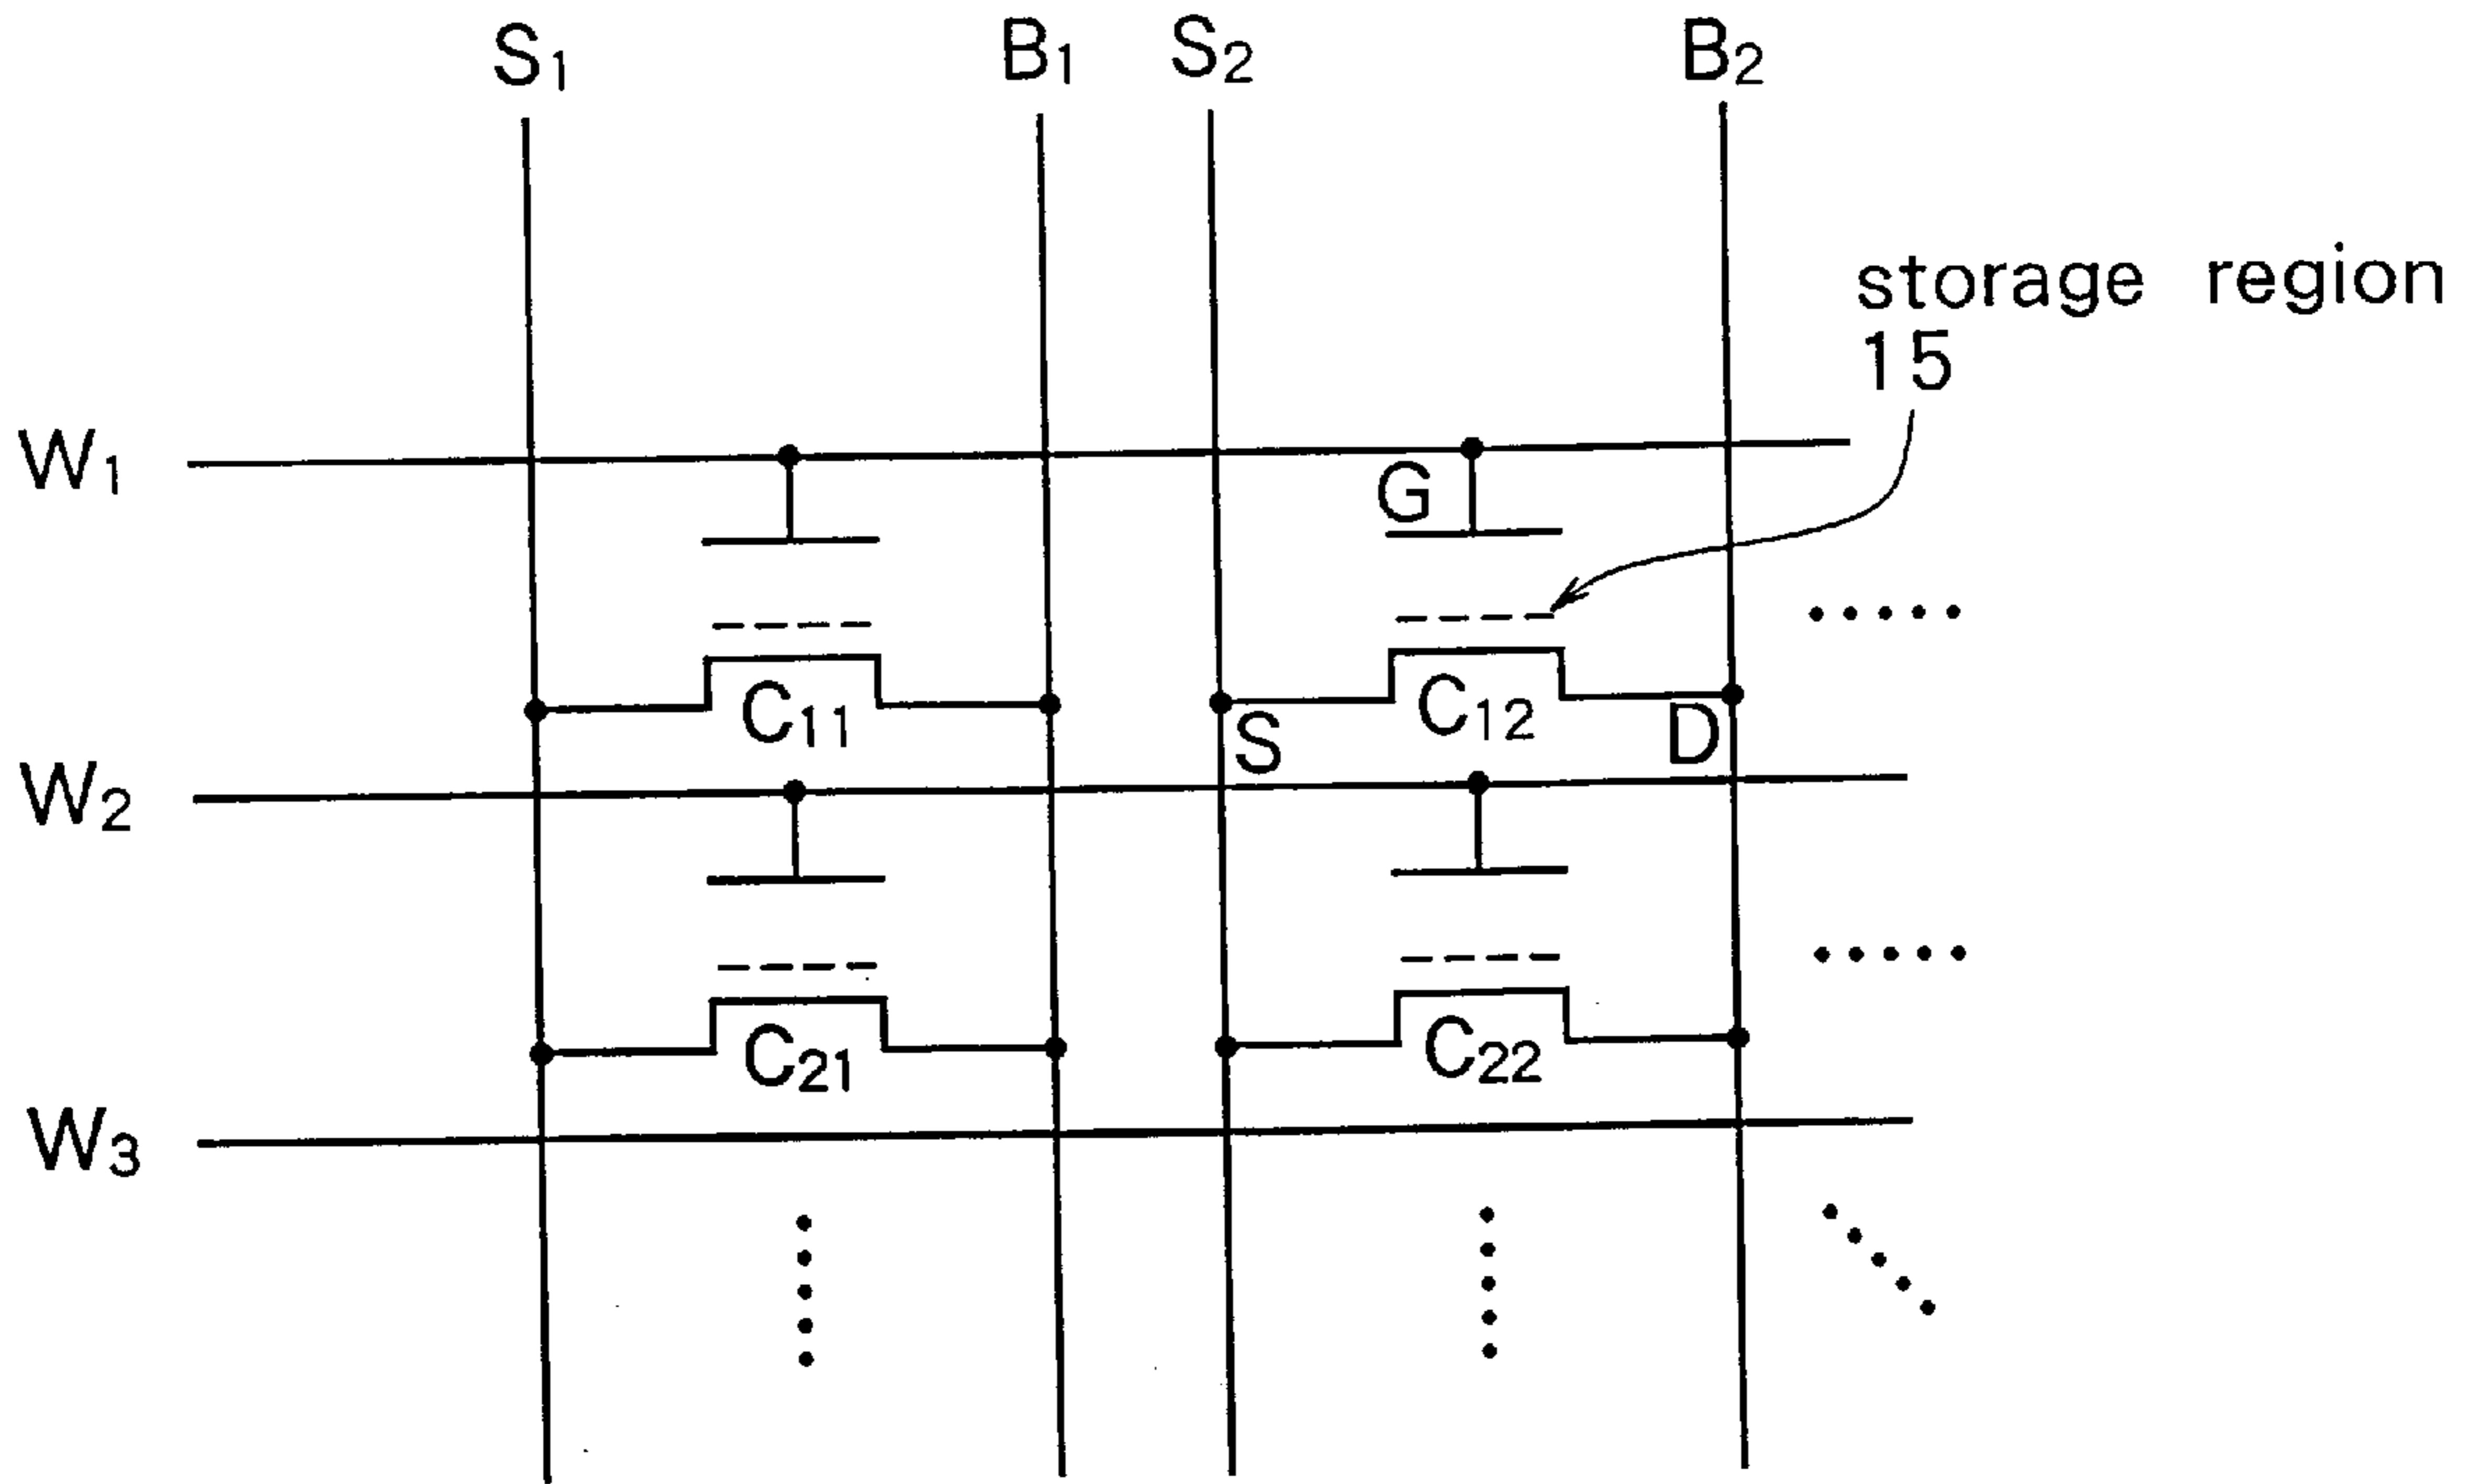 S1 B1 S2 B2
storage region
15
W1
G
C11 C12
S D
W2
C21 C22
W3